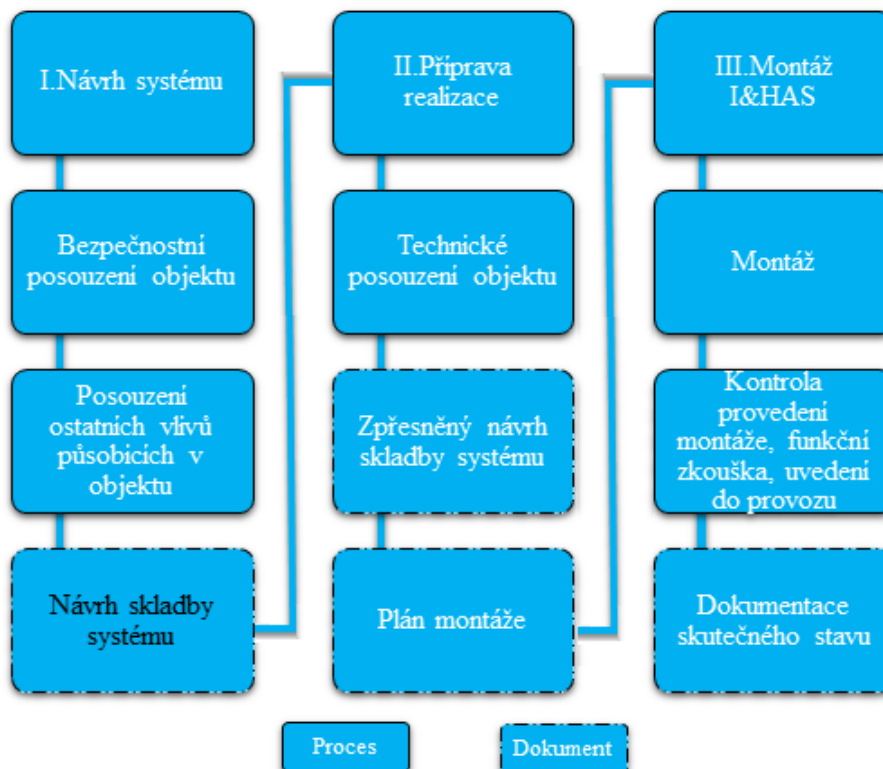 I.Návrh systému
Bezpečnostní
posouzení objektu
Posouzení
ostatních vlivů
působicích v
objektu
Návrh skladby
systému
II.Příprava
realizace
Technické
posouzení objektu
Zpřesněný návrh
skladby systému
Plán montáže
III.Montáž
I&HAS
Montáž
Kontrola
provedení
montáže, funkční
zkouška, uvedení
do provozu
Dokumentace
skutečného stavu
Proces
Dokument